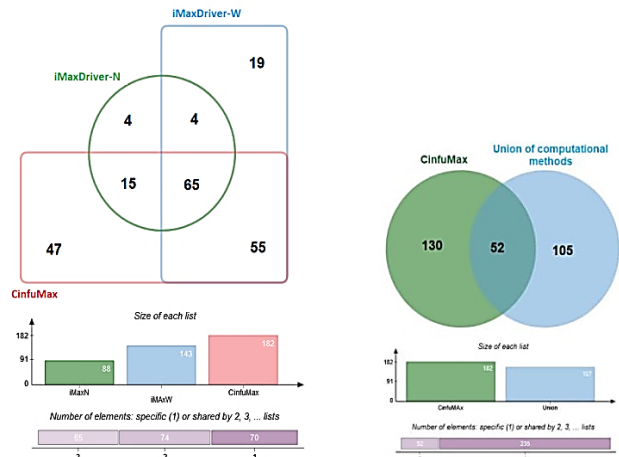 iMaxDriver-W
19
iMaxDriver-N
4 4
15 65
47 55
CinfuMax
Size of each list
182
91
0
88
143
182
iMaxN iMAxW CinfuMax
Number of elements: specific (1) or shared by 2, 3, ... lists
65 74 70
CinfuMax
Union of computational
methods
130 52 105
Size of each list
182
91
0
182
157
CinfuMAx Union
Number of elements: specific (1) or shared by 2, 3, ... lists
52 235